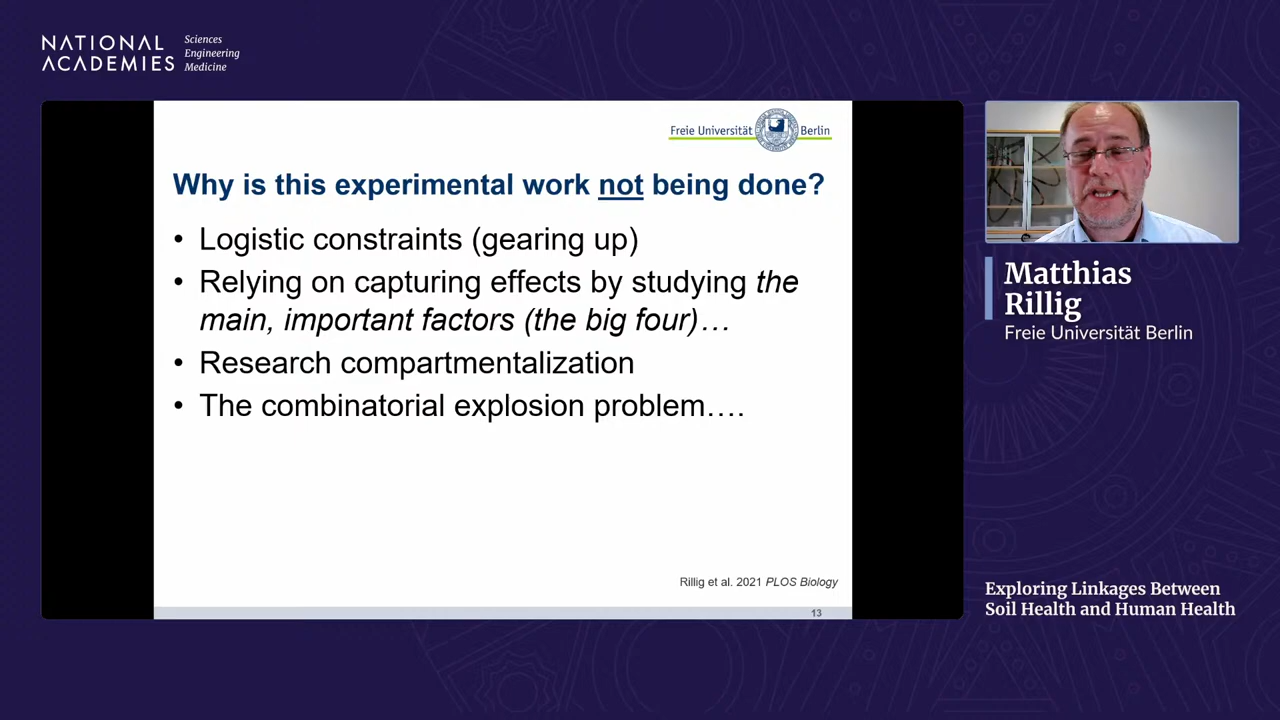 NATIONAL
ACADEMIES
Sciences
Engineering
Medicine
Freie Universität Berlin
Why is this experimental work not being done?
• Logistic constraints (gearing up)
• Relying on capturing effects by studying the
main, important factors (the big four)…
• Research compartmentalization
• The combinatorial explosion problem….
Rillig et al. 2021 PLOS Biology
13
Matthias
Rillig
Freie Universität Berlin
Exploring Linkages Between
Soil Health and Human Health